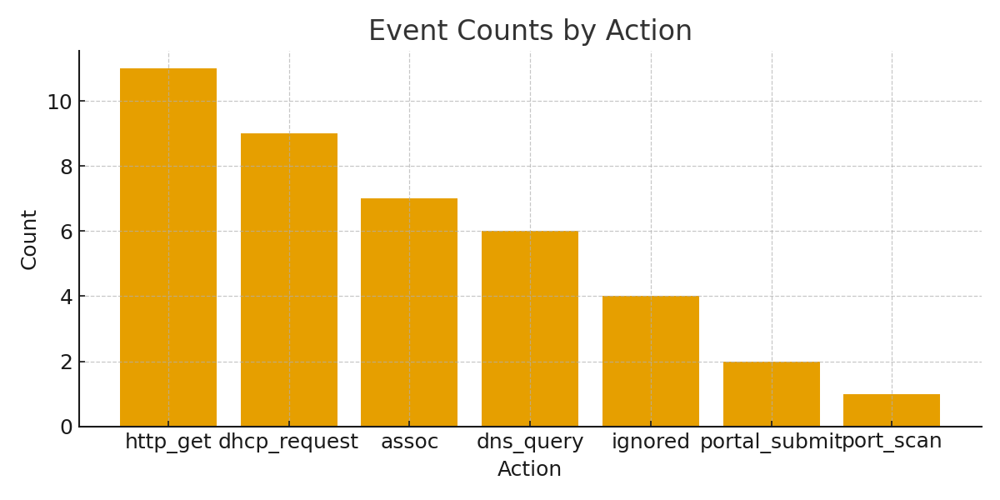 Event Counts by Action
Count
10
8
6
4
2
0
http_get dhcp_request assoc dns_query ignored portal_submit port_scan
Action